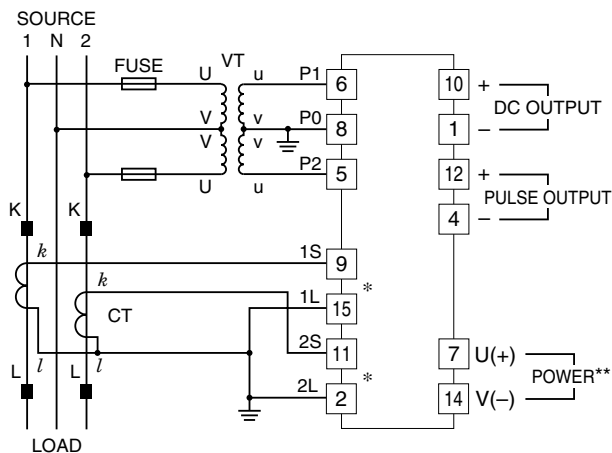 SOURCE
1 N 2
FUSE
VT
U u P1 6
V v P0 8
V v
U u P2 5
10 +
DC OUTPUT
1 −
12 +
PULSE OUTPUT
4 −
K K
k 1S 9
*
k 1L 15
CT
2S 11
*
l l
L L 2L 2
7 U(+)
POWER**
14 V(−)
LOAD